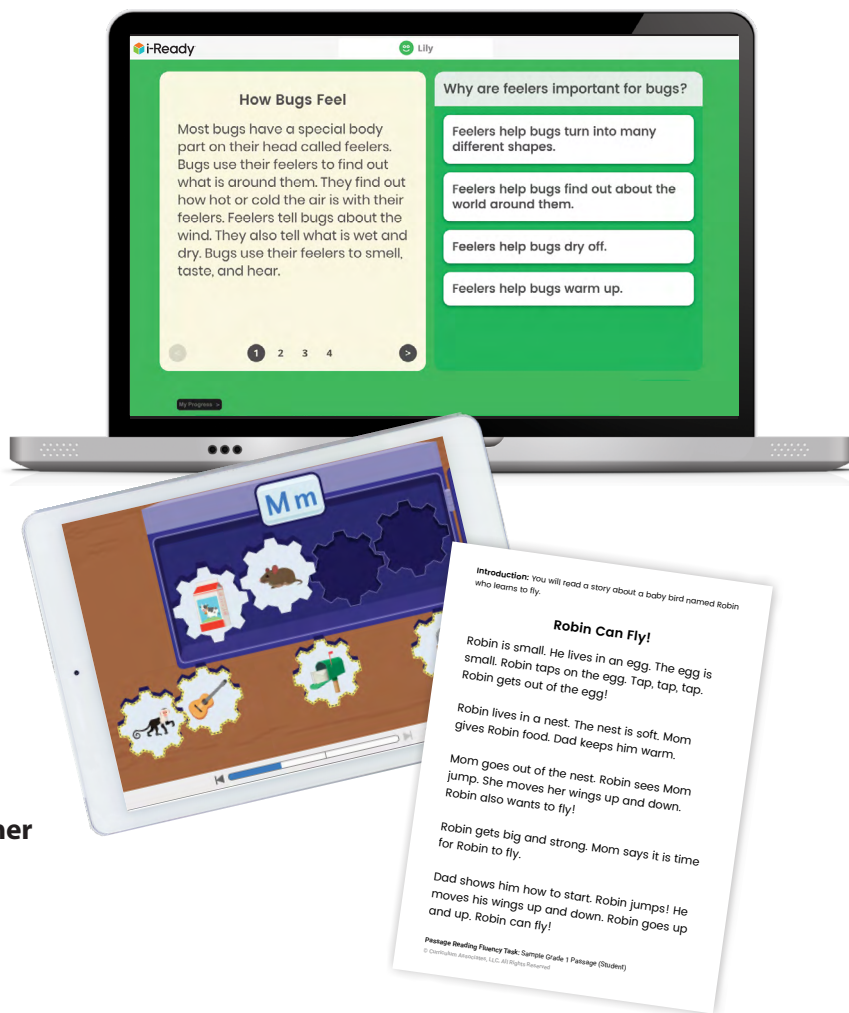 i-Ready
Lily
How Bugs Feel
Most bugs have a special body
part on their head called feelers.
Bugs use their feelers to find out
what is around them. They find out
how hot or cold the air is with their
feelers. Feelers tell bugs about the
wind. They also tell what is wet and
dry. Bugs use their feelers to smell,
taste, and hear.
1 2 3 4
Why are feelers important for bugs?
Feelers help bugs turn into many
different shapes.
Feelers help bugs find out about the
world around them.
Feelers help bugs dry off.
Feelers help bugs warm up.
My Progress
Mm
Introduction: You will read a story about a baby bird named Robin
who learns to fly.
Robin Can Fly!
Robin is small. He lives in an egg. The egg is
small. Robin taps on the egg. Tap, tap, tap.
Robin gets out of the egg!
Robin lives in a nest. The nest is soft. Mom
gives Robin food. Dad keeps him warm.
Mom goes out of the nest. Robin sees Mom
jump. She moves her wings up and down.
Robin also wants to fly!
Robin gets big and strong. Mom says it is time
for Robin to fly.
Dad shows him how to start. Robin jumps! He
moves his wings up and down. Robin goes up
and up. Robin can fly!
Passage Reading Fluency Task: Sample Grade 1 Passage (Student)
© Curriculum Associates, LLC. All Rights Reserved.